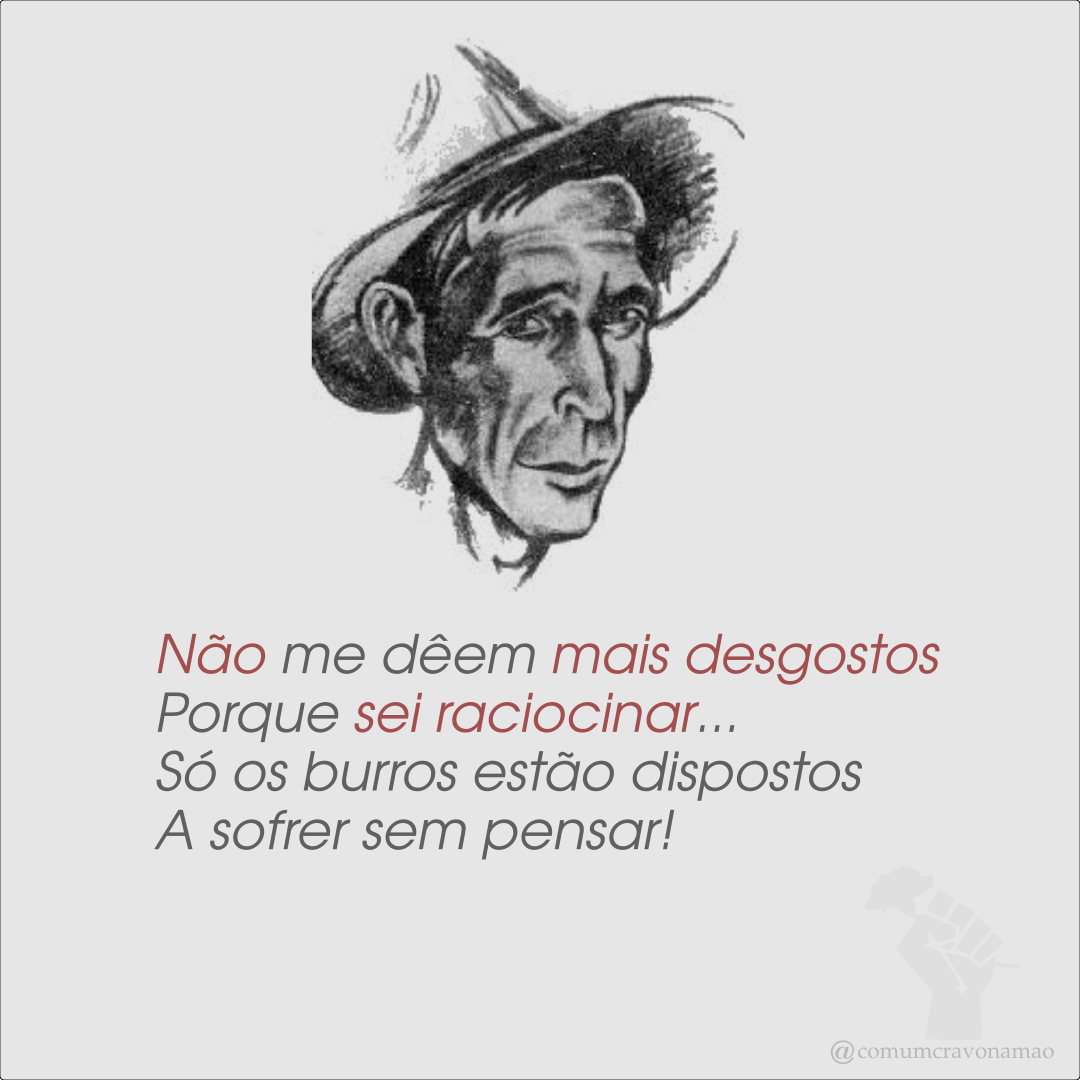 Não me dêem mais desgostos
Porque sei raciocinar...
Só os burros estão dispostos
A sofrer sem pensar!
@comumcravonamao